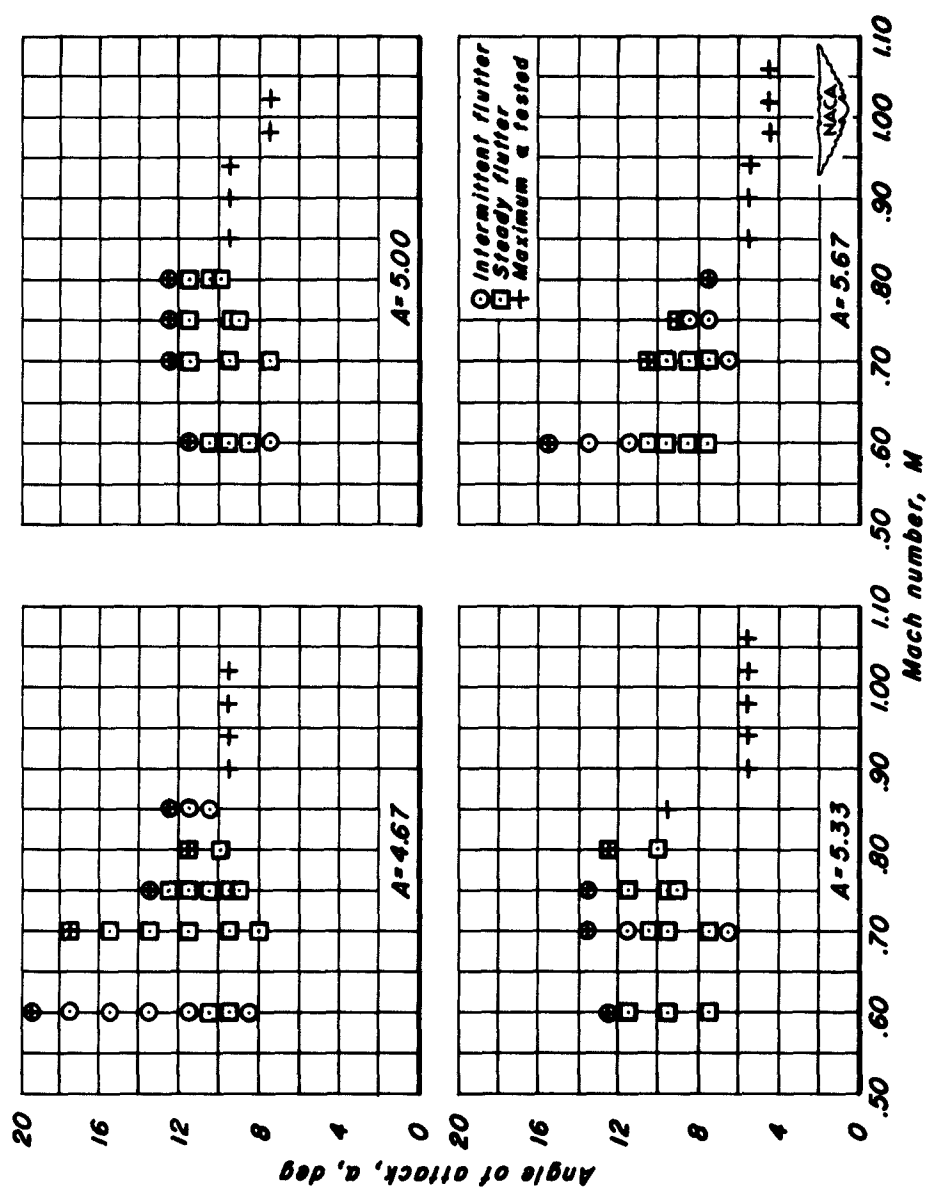 20
16
12
8
4
0
A=4.67
A=5.00
20
16
12
8
4
0
Angle of attack, α, deg
Intermittent flutter
Steady flutter
Maximum α tested
NACA
A=5.33
A=5.67
.50
.60
.70
.80
.90
1.00
1.10
.50
.60
.70
.80
.90
1.00
1.10
Mach number, M